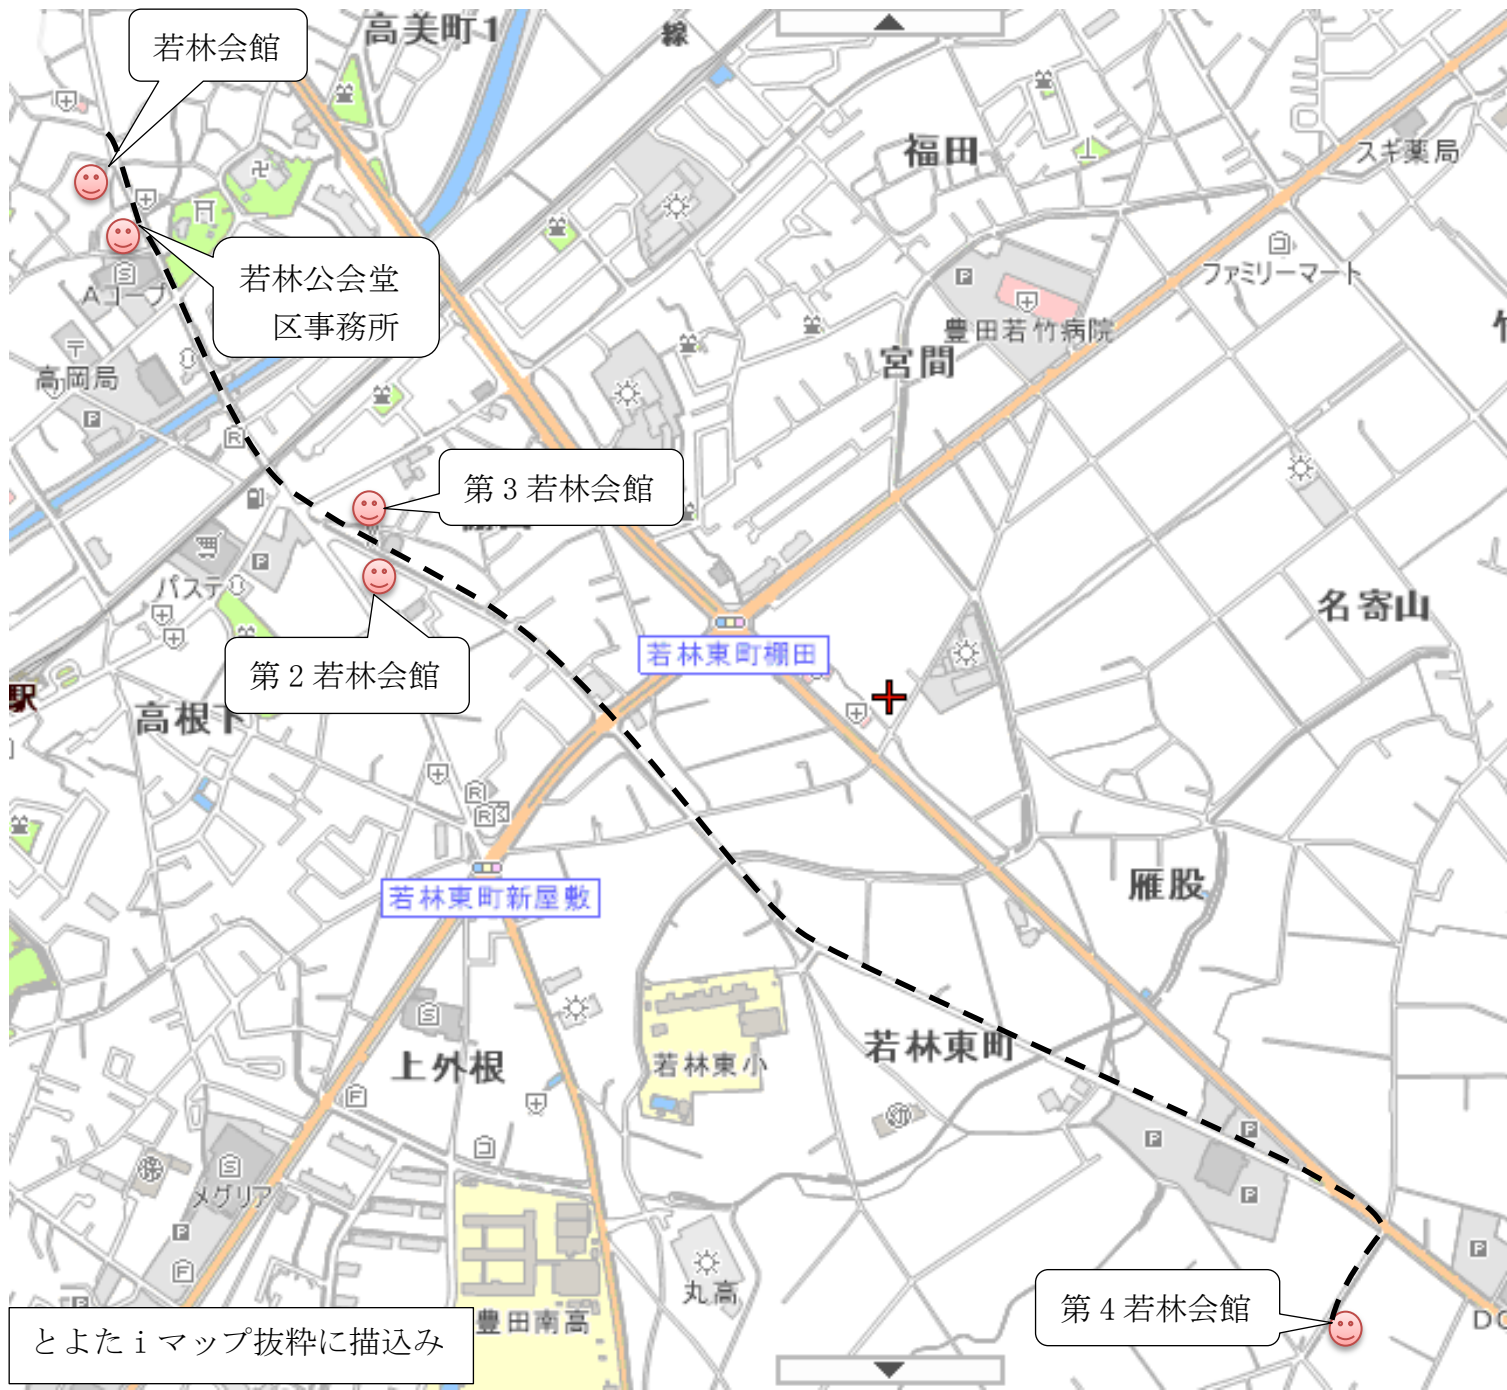 若林会館
高美町1
線
福田
スギ薬局
若林公会堂
区事務所
Aコープ
ファミリーマート
豊田若竹病院
宮間
〒
高岡局
第3若林会館
パステ
名寄山
若林東町棚田
第2若林会館
駅
高根下
雁股
若林東町新屋敷
若林東町
上外根
若林東小
メグリア
丸高
第4若林会館
豊田南高
とよたiマップ抜粋に描込み